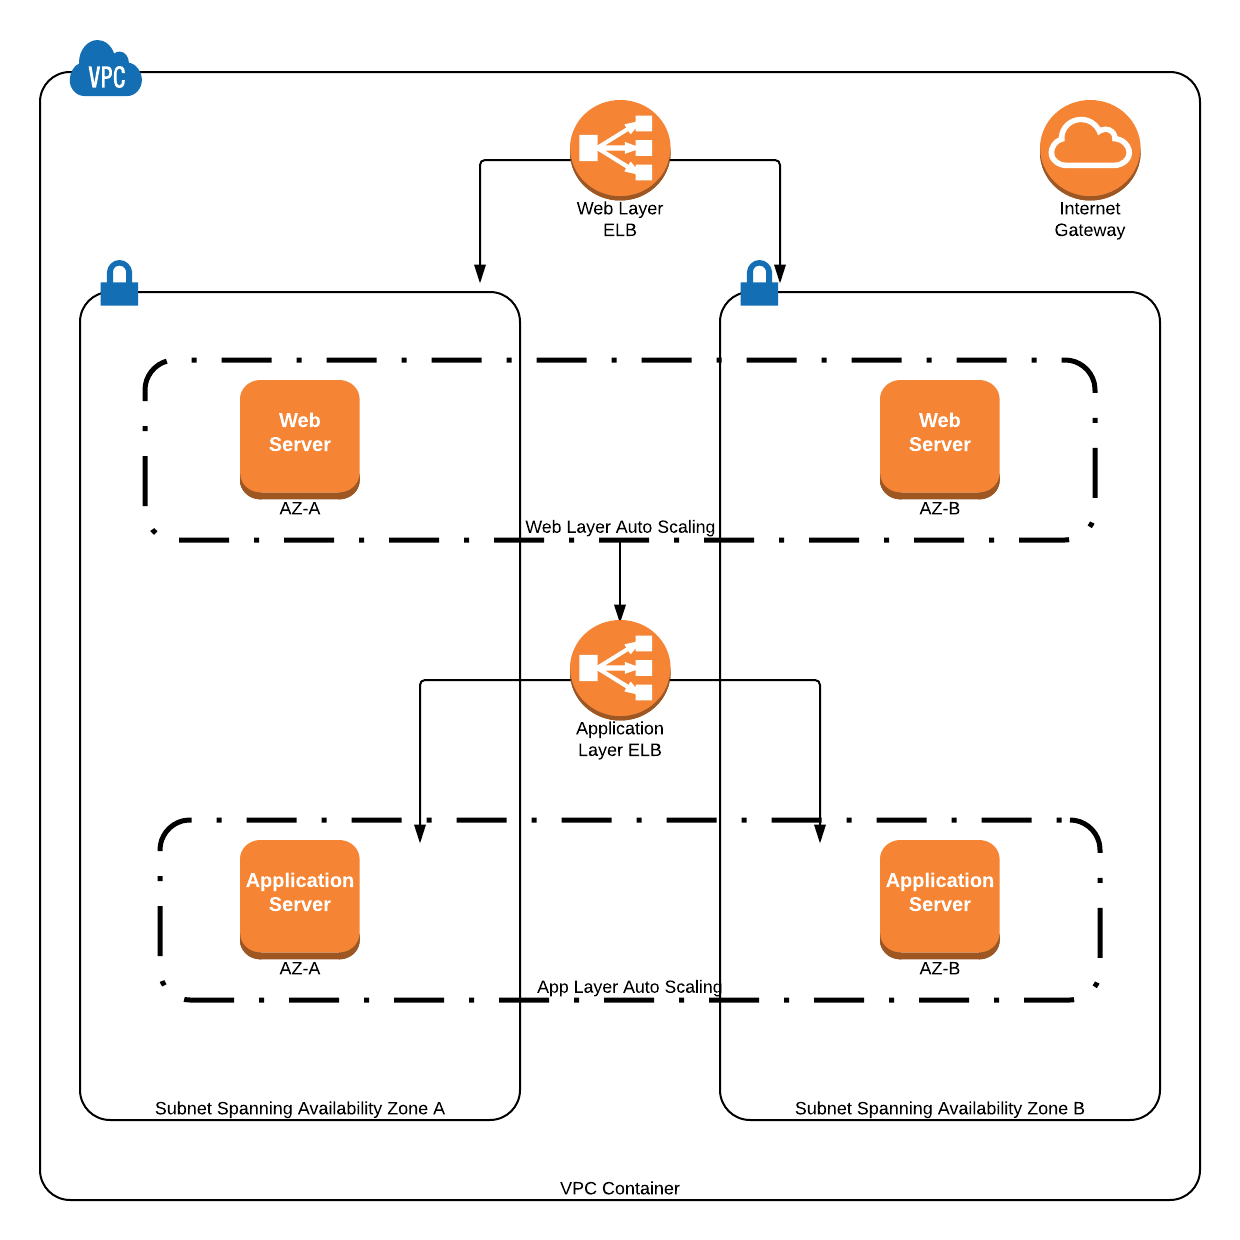 VPC
Web Layer
ELB
Internet
Gateway
Web
Server
AZ-A
Web
Server
AZ-B
Web Layer Auto Scaling
Application
Layer ELB
Application
Server
AZ-A
Application
Server
AZ-B
App Layer Auto Scaling
Subnet Spanning Availability Zone A
Subnet Spanning Availability Zone B
VPC Container